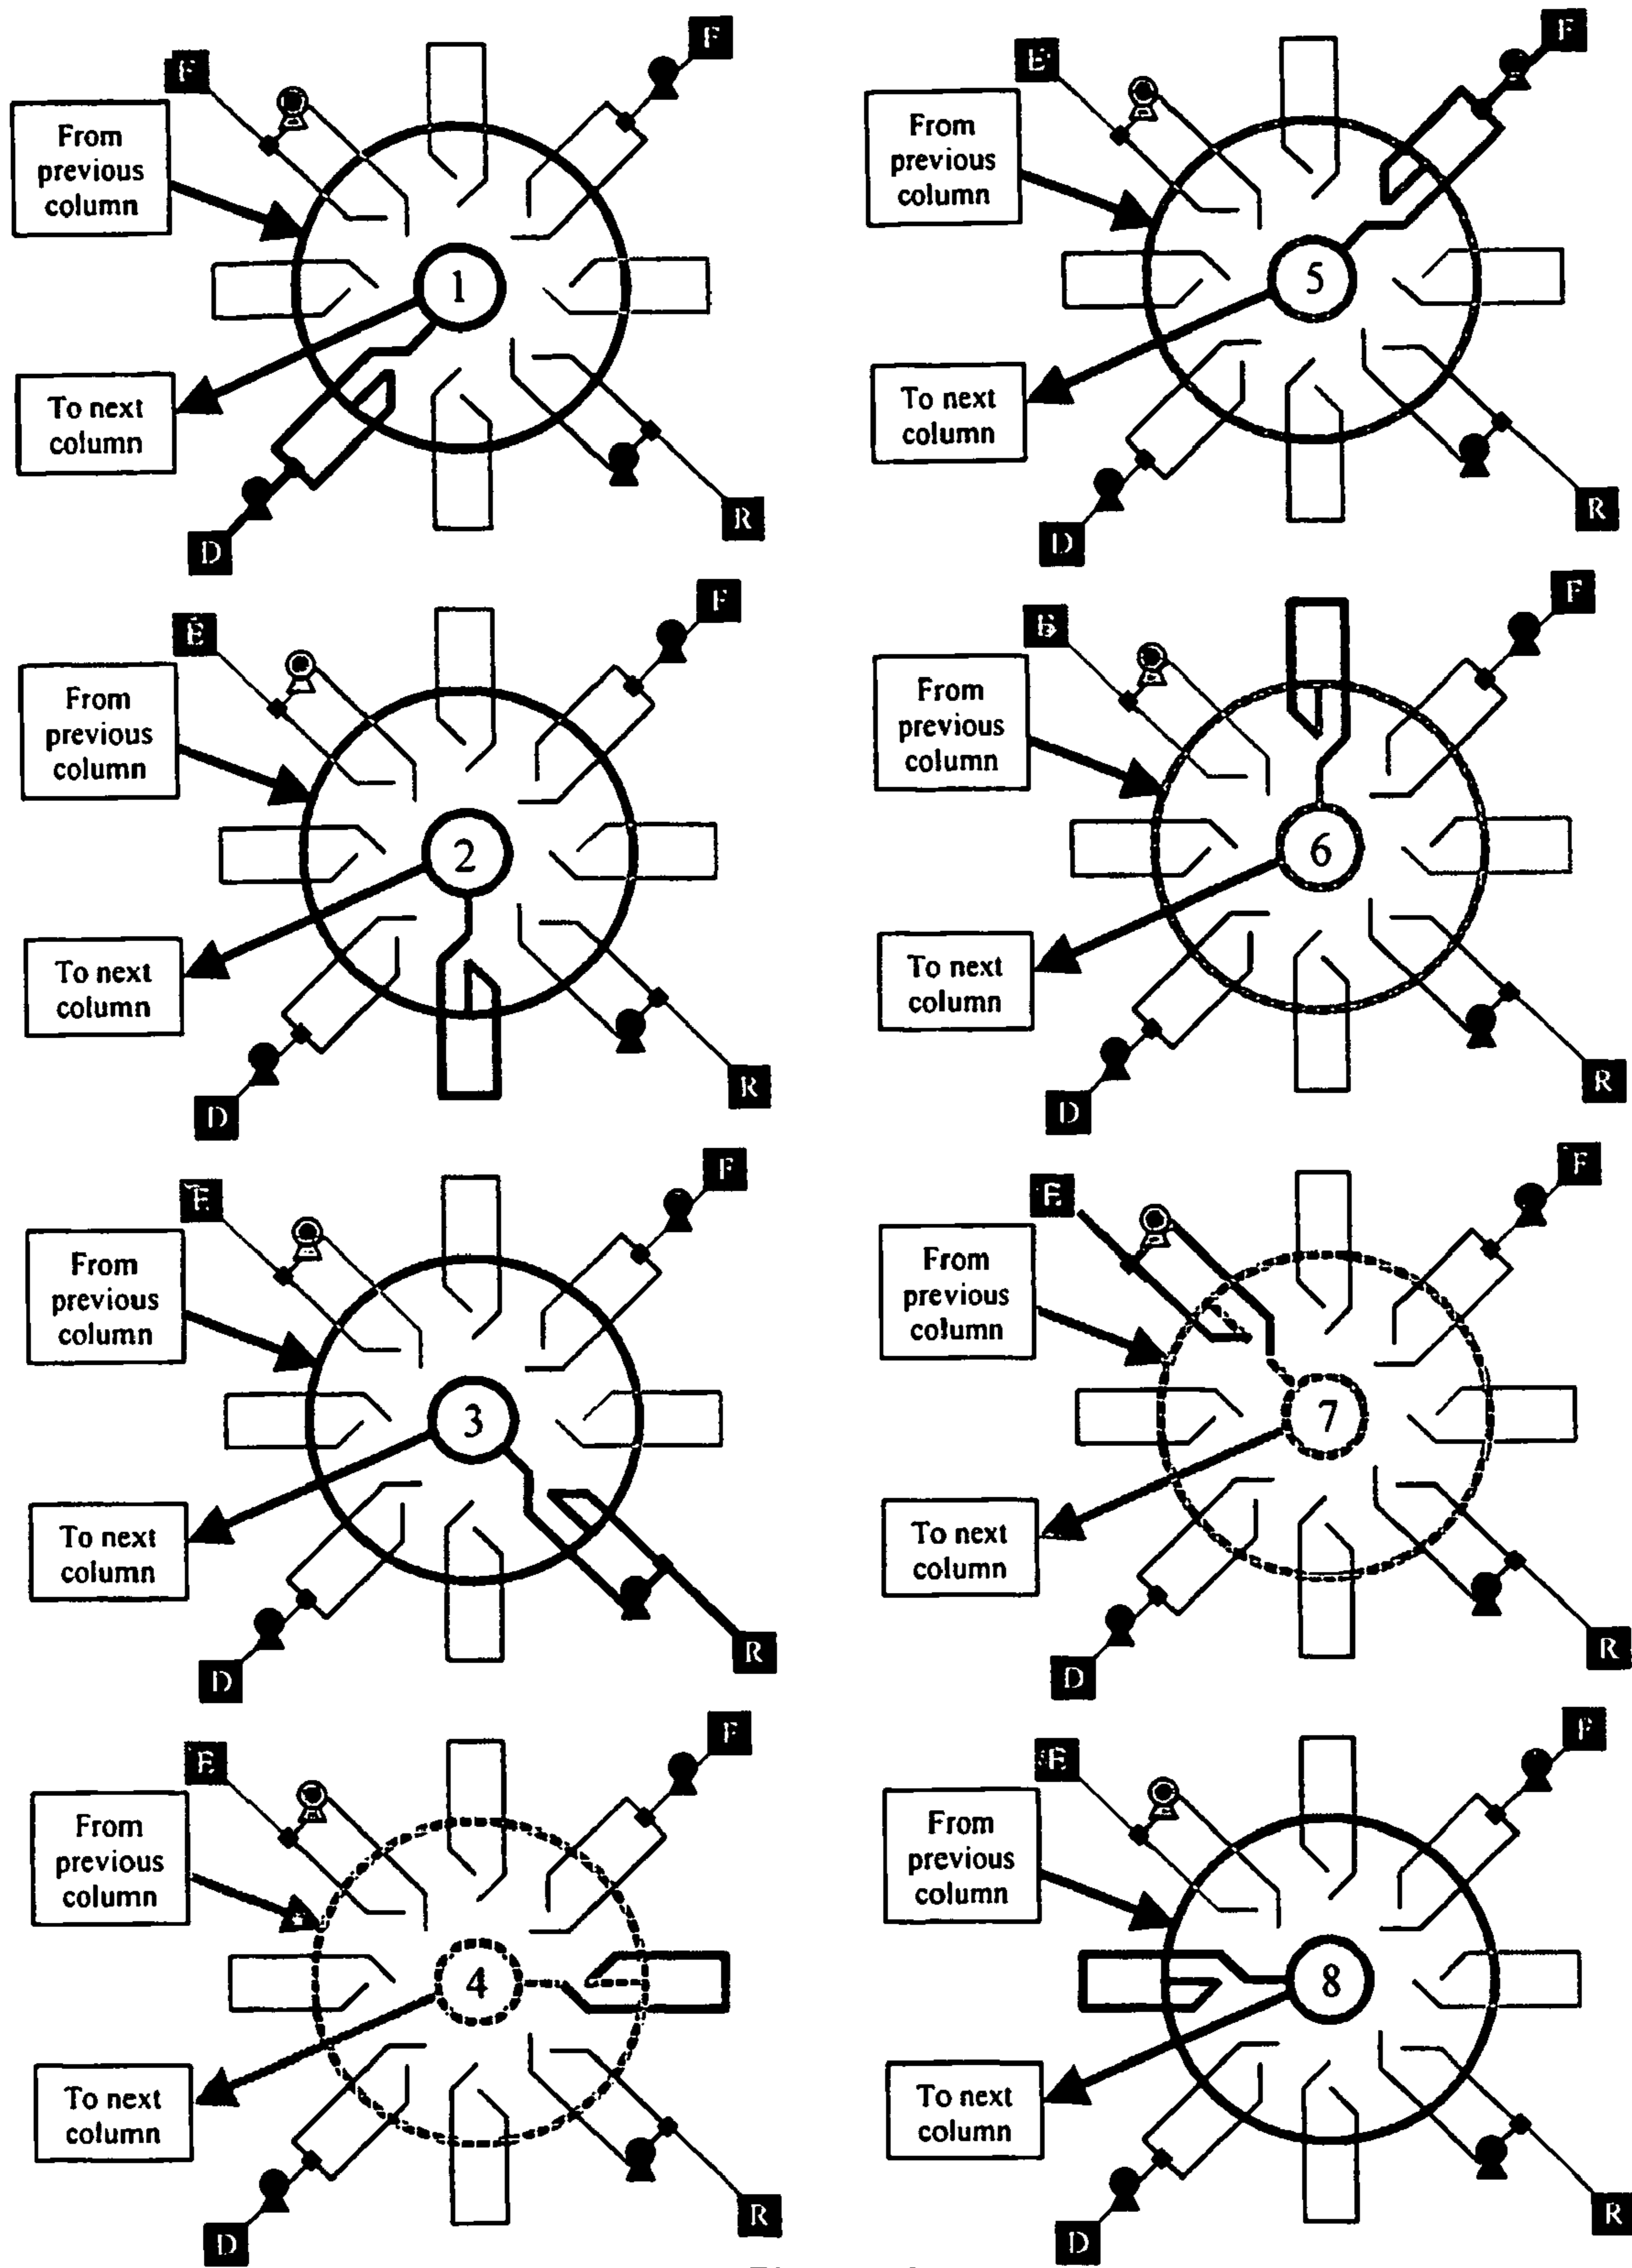 F
E
From
previous
column
1
To next
column
R
D
F
E
From
previous
column
2
To next
column
R
D
F
E
From
previous
column
3
To next
column
R
D
F
E
From
previous
column
4
To next
column
R
D
F
E
From
previous
column
5
To next
column
R
D
F
E
From
previous
column
6
To next
column
R
D
F
E
From
previous
column
7
To next
column
R
D
F
E
From
previous
column
8
To next
column
R
D